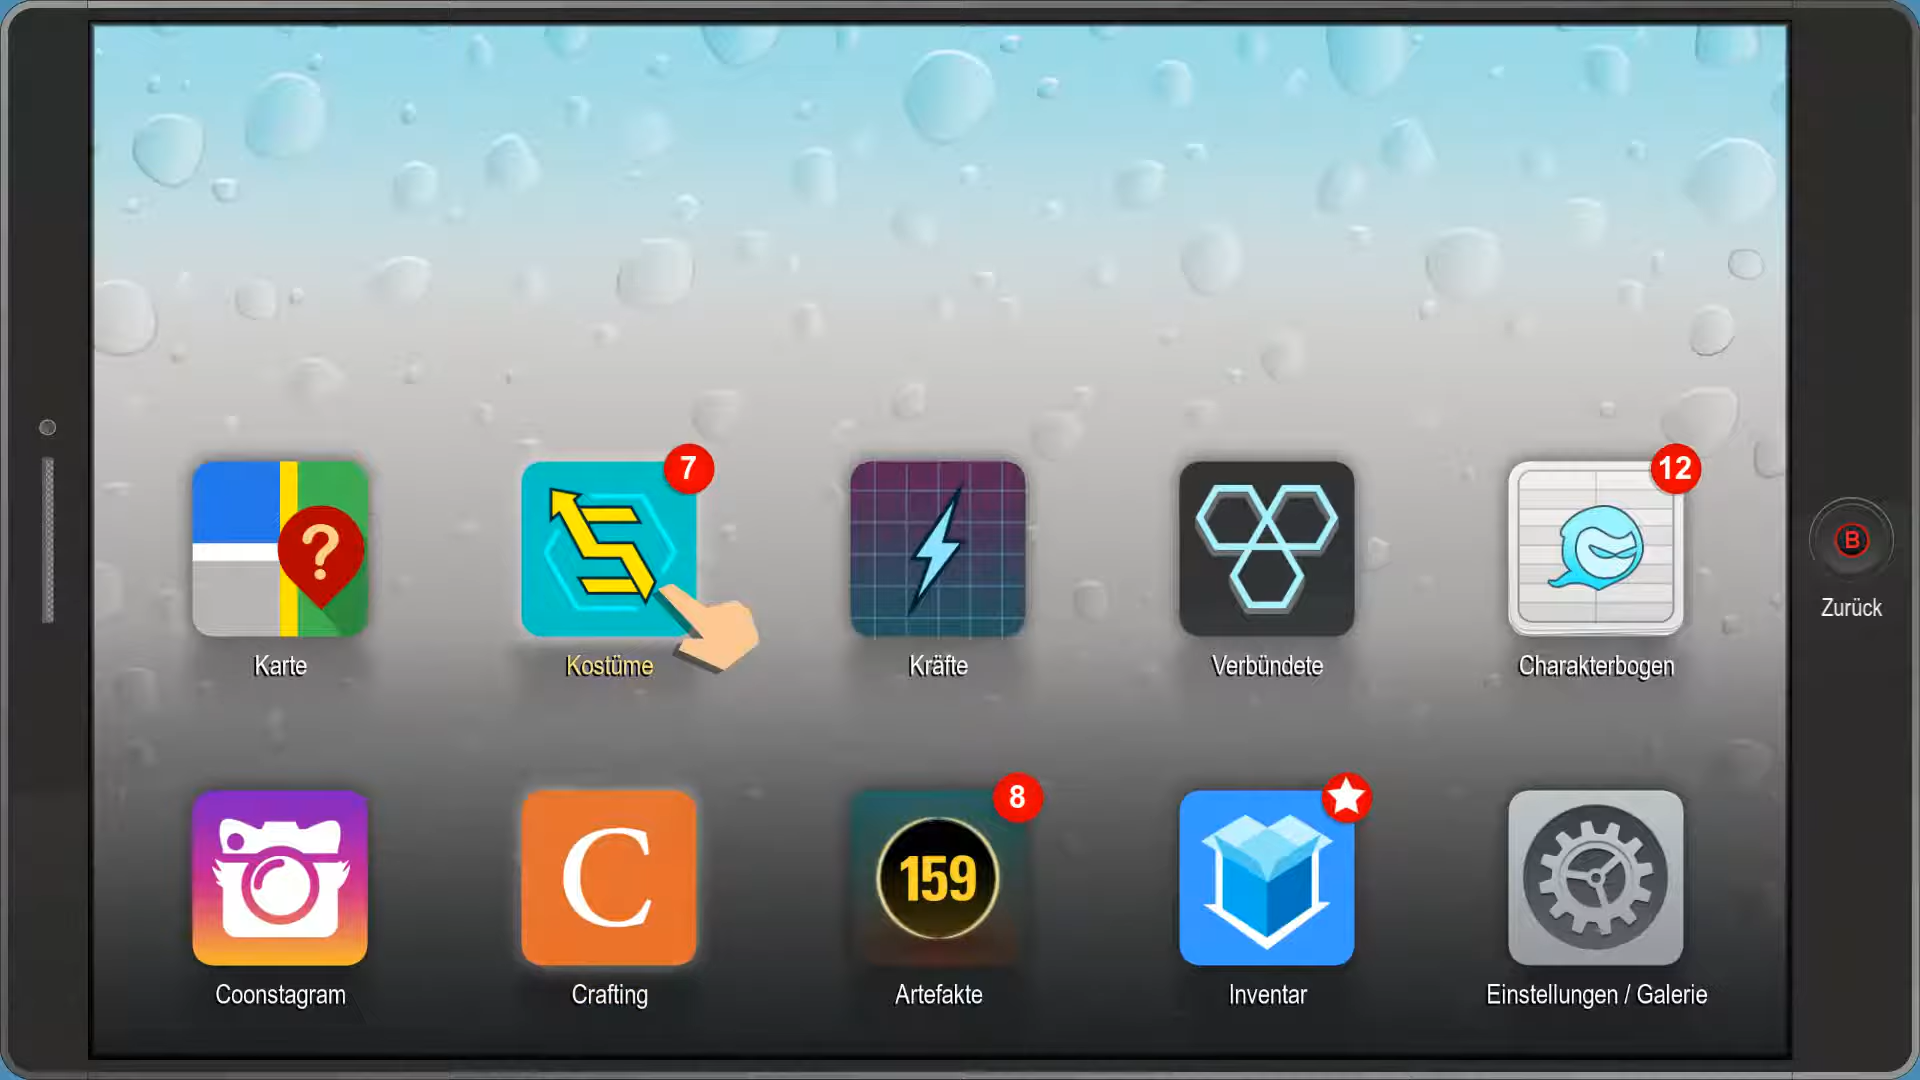 7
12
?
B
Zurück
Karte
Kostüme
Kräfte
Verbündete
Charakterbogen
8
C
159
Coonstagram
Crafting
Artefakte
Inventar
Einstellungen / Galerie